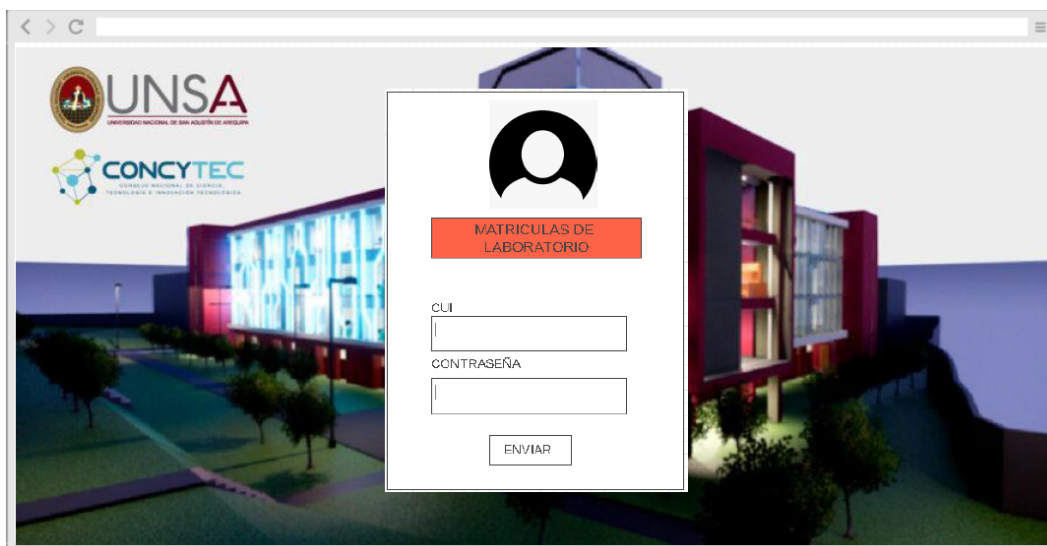 UNSA
UNIVERSIDAD NACIONAL DE SAN AGUSTÍN DE AREQUIPA
CONCYTEC
CONSEJO NACIONAL DE CIENCIA,
TECNOLOGÍA E INNOVACIÓN TECNOLÓGICA
MATRICULAS DE
LABORATORIO
CUI
CONTRASEÑA
ENVIAR